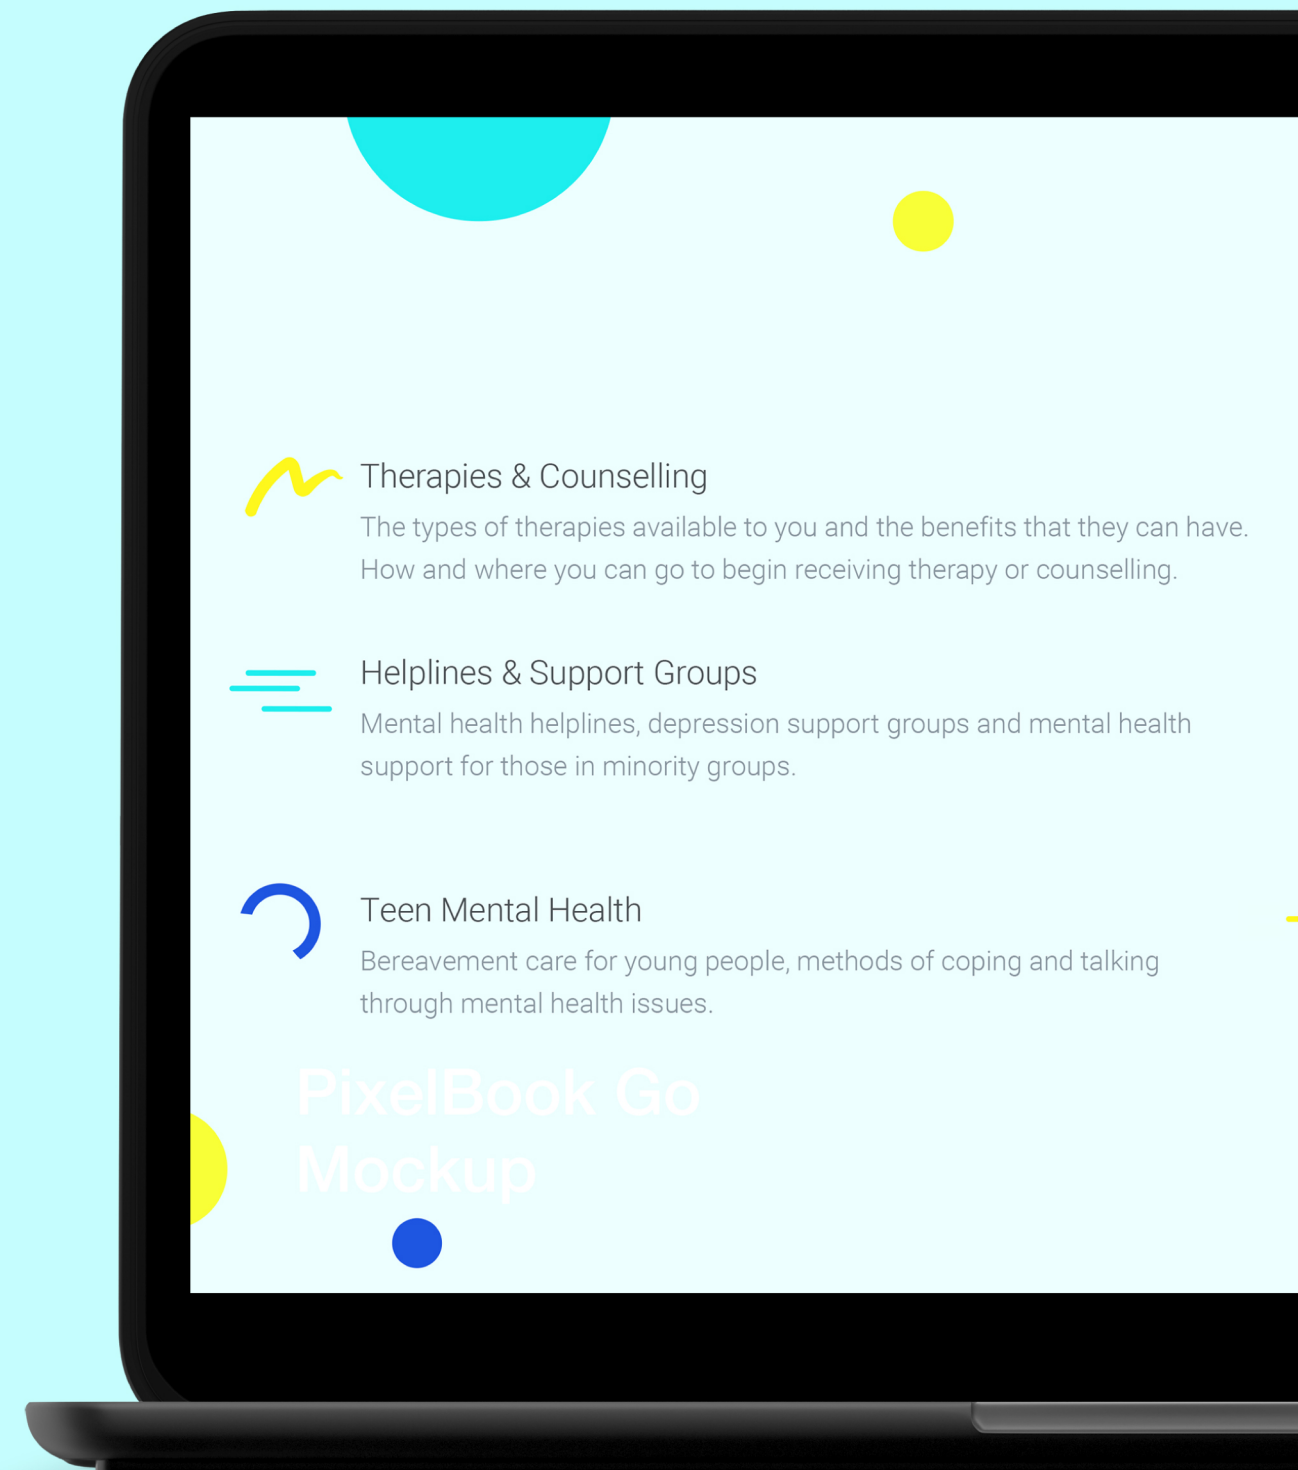 Therapies & Counselling
The types of therapies available to you and the benefits that they can have.
How and where you can go to begin receiving therapy or counselling.
Helplines & Support Groups
Mental health helplines, depression support groups and mental health
support for those in minority groups.
Teen Mental Health
Bereavement care for young people, methods of coping and talking
through mental health issues.
PixelBook Go
Mockup